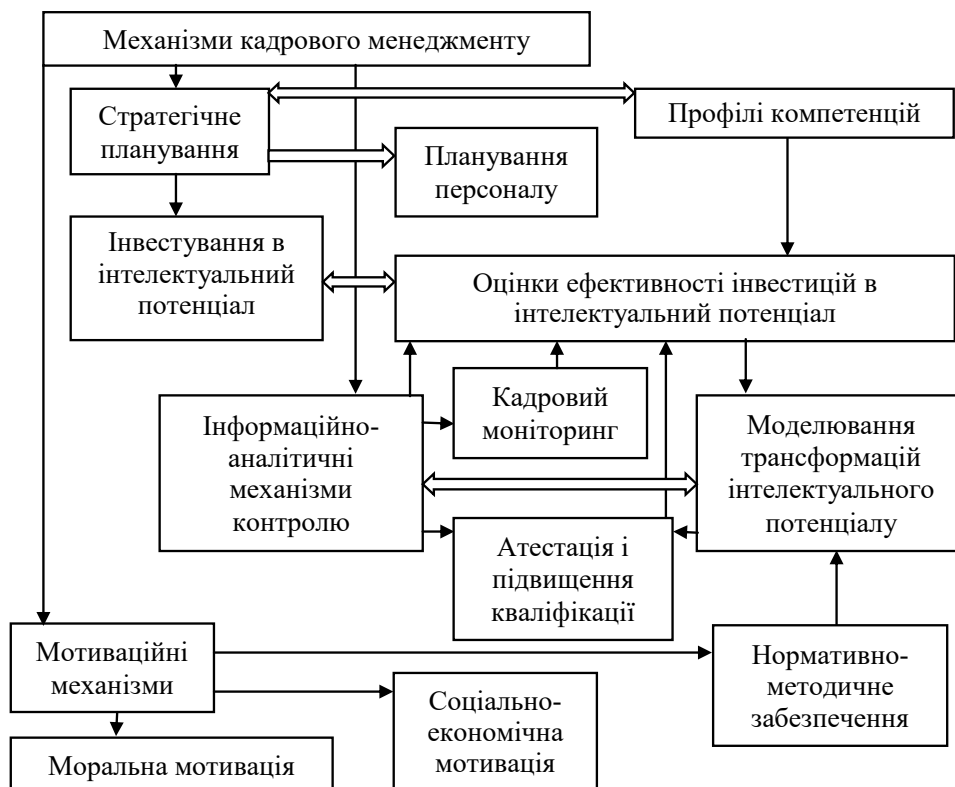 Механізми кадрового менеджменту
Стратегічне
планування
Профілі компетенцій
Планування
персоналу
Інвестування в
інтелектуальний
потенціал
Оцінки ефективності інвестицій в
інтелектуальний потенціал
Кадровий
моніторинг
Інформаційно-
аналітичні
механізми
контролю
Моделювання
трансформацій
інтелектуального
потенціалу
Атестація і
підвищення
кваліфікації
Мотиваційні
механізми
Нормативно-
методичне
забезпечення
Соціально-
економічна
мотивація
Моральна мотивація